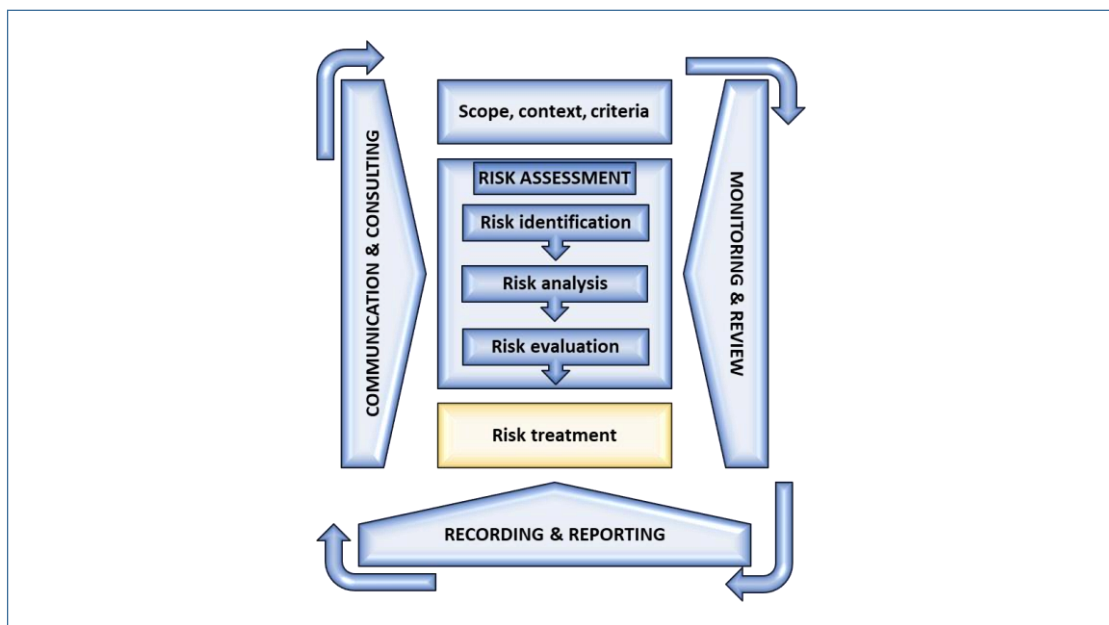 Scope, context, criteria
RISK ASSESSMENT
Risk identification
Risk analysis
Risk evaluation
Risk treatment
COMMUNICATION & CONSULTING
MONITORING & REVIEW
RECORDING & REPORTING